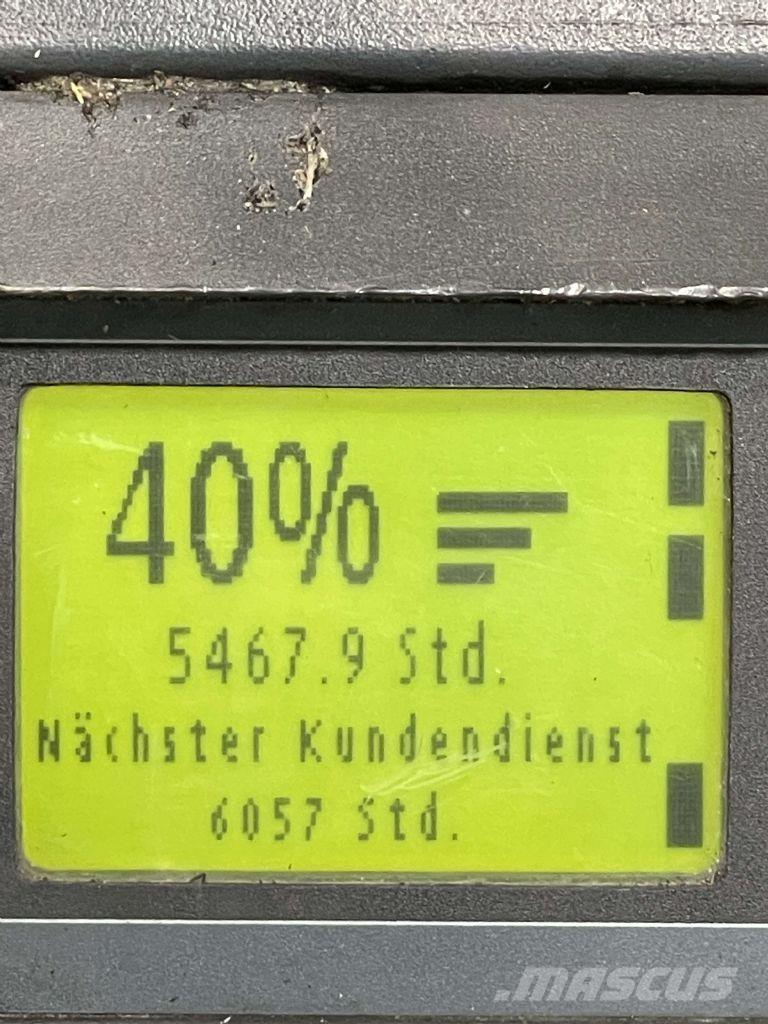 40%
5467.9 Std.
Nächster Kundendienst
6057 Std.
.MASCUS